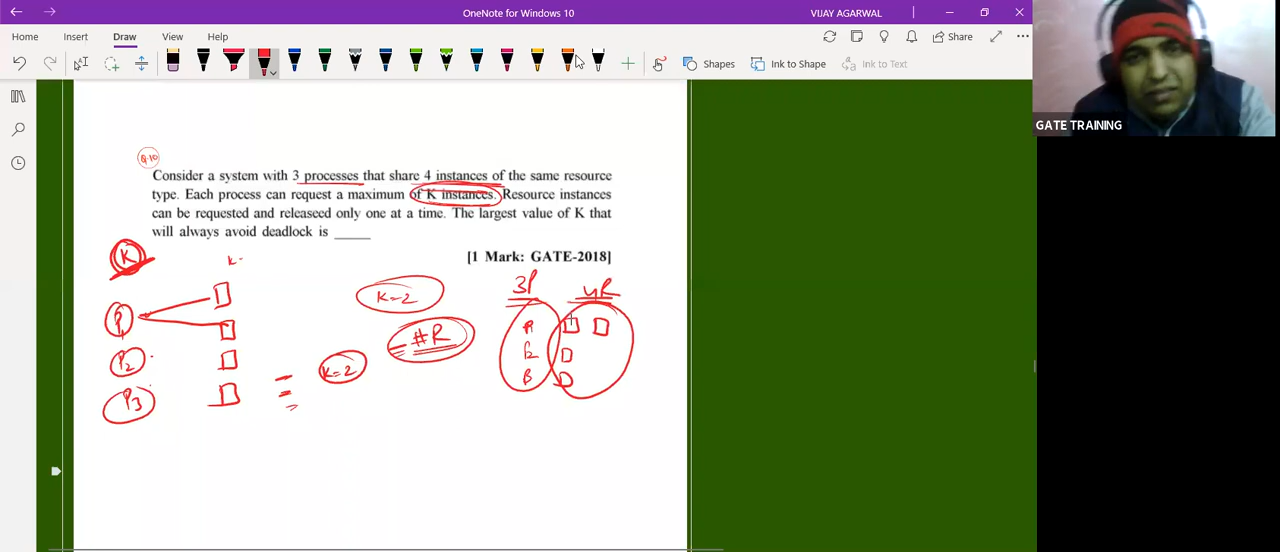 OneNote for Windows 10
VIJAY AGARWAL
Home
Insert
Draw
View
Help
Share
Shapes
Ink to Shape
Ink to Text
GATE TRAINING
Q.10
Consider a system with 3 processes that share 4 instances of the same resource
type. Each process can request a maximum of K instances. Resource instances
can be requested and releaseed only one at a time. The largest value of K that
will always avoid deadlock is _____
[1 Mark: GATE-2018]
K
K-
P1
P2
P3
K=2
#R
K=2
3P
4R